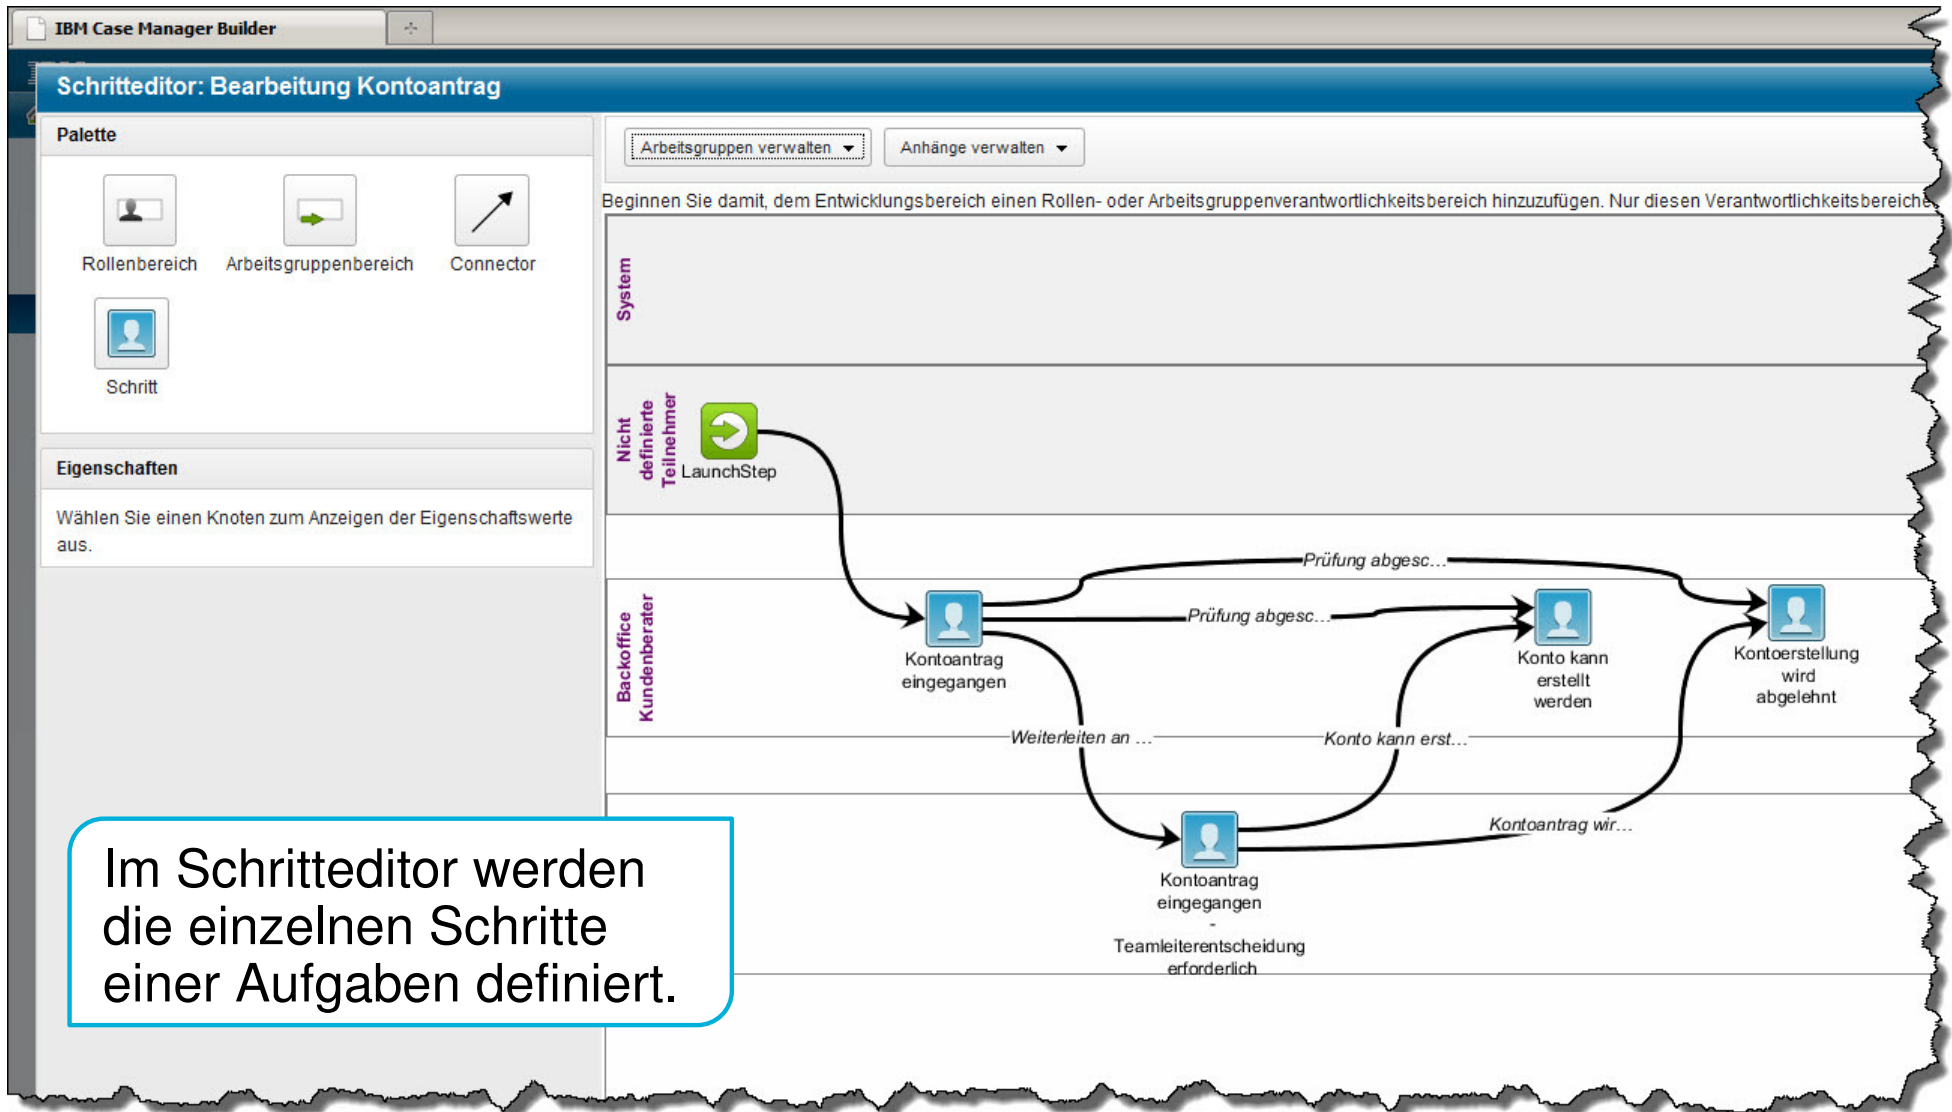 IBM Case Manager Builder
Schritteditor: Bearbeitung Kontoantrag
Palette
Rollenbereich
Arbeitsgruppenbereich
Connector
Schritt
Eigenschaften
Wählen Sie einen Knoten zum Anzeigen der Eigenschaftswerte
aus.
Arbeitsgruppen verwalten
Anhänge verwalten
Beginnen Sie damit, dem Entwicklungsbereich einen Rollen- oder Arbeitsgruppenverantwortlichkeitsbereich hinzuzufügen. Nur diesen Verantwortlichkeitsbereiche
System
Nicht
definierte
Teilnehmer
LaunchStep
Backoffice
Kundenberater
Kontoantrag
eingegangen
Prüfung abgesc...
Prüfung abgesc...
Konto kann
erstellt
werden
Kontoerstellung
wird
abgelehnt
Weiterleiten an ...
Konto kann erst...
Kontoantrag wir...
Kontoantrag
eingegangen
-
Teamleiterentscheidung
erforderlich
Im Schritteditor werden
die einzelnen Schritte
einer Aufgaben definiert.